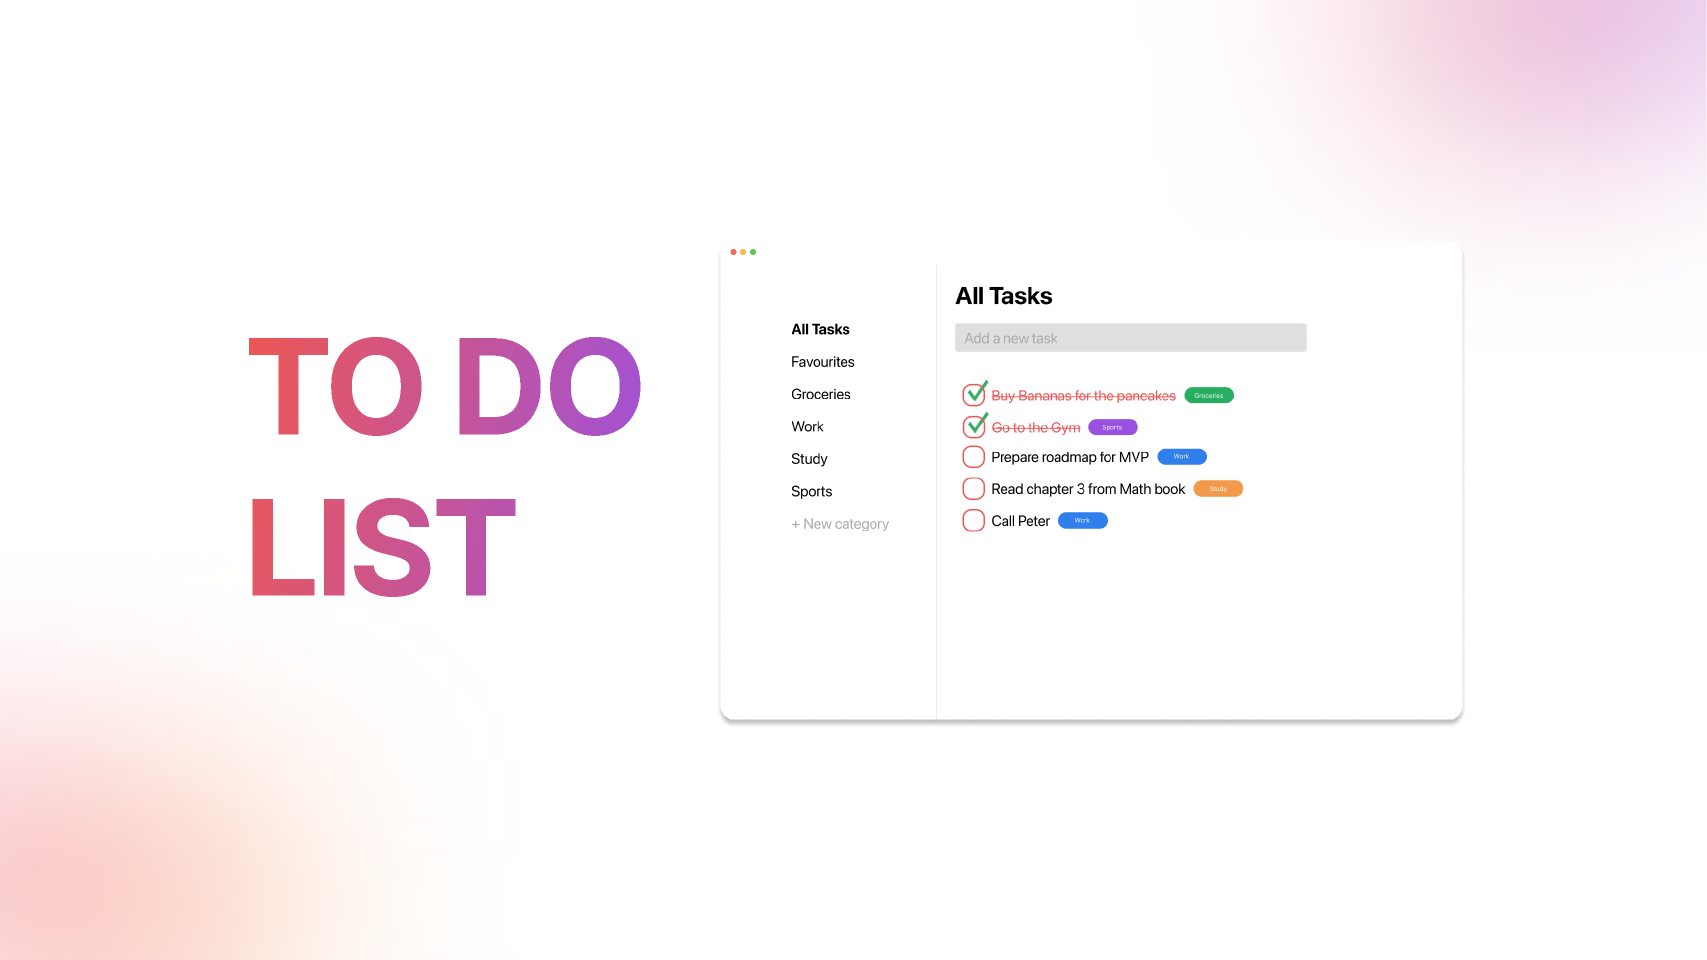 TO DO
LIST
All Tasks
Favourites
Groceries
Work
Study
Sports
+ New category
All Tasks
Add a new task
Buy Bananas for the pancakes Groceries
Go to the Gym Sports
Prepare roadmap for MVP Work
Read chapter 3 from Math book Study
Call Peter Work